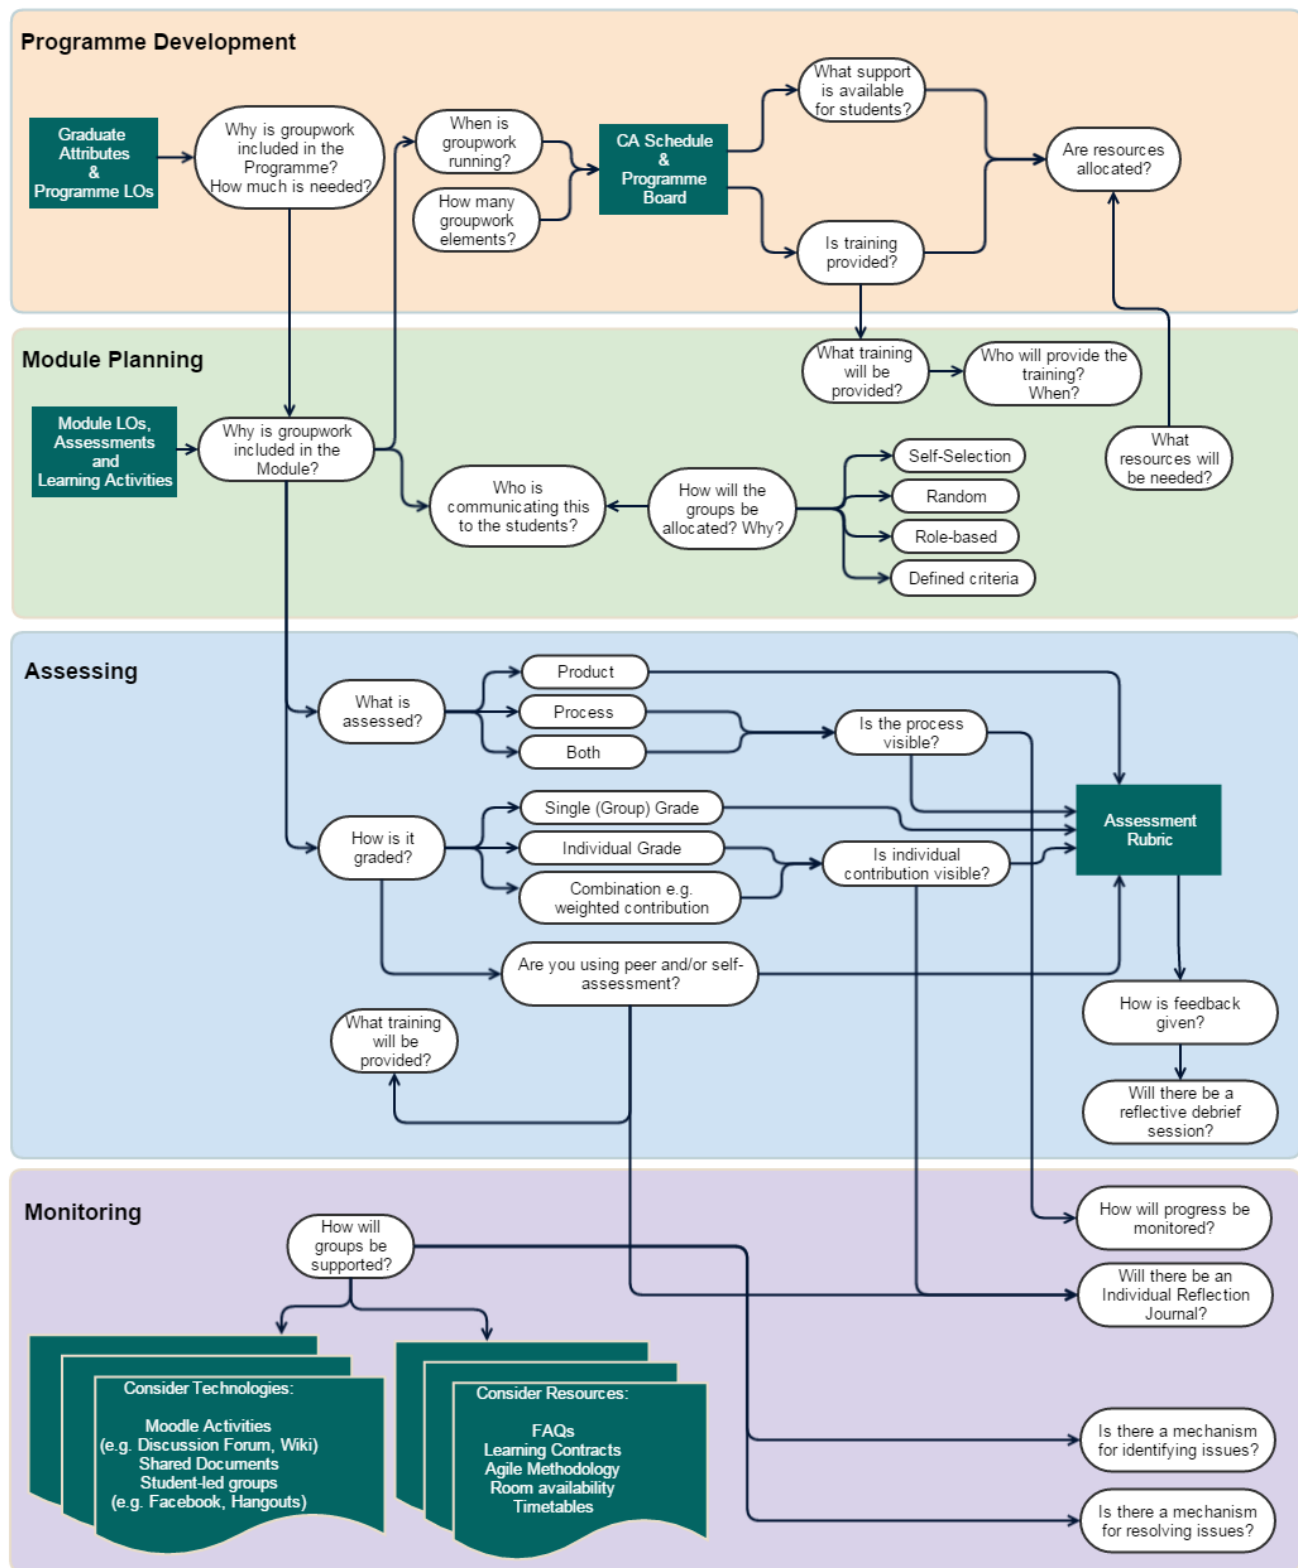 Programme Development
Graduate
Attributes
&
Programme LOs
Why is groupwork
included in the
Programme?
How much is needed?
When is
groupwork
running?
How many
groupwork
elements?
CA Schedule
&
Programme
Board
What support
is available
for students?
Is training
provided?
Are resources
allocated?
Module Planning
Module LOs,
Assessments
and
Learning Activities
Why is groupwork
included in the
Module?
What training
will be
provided?
Who will provide the
training?
When?
What
resources will
be needed?
Who is
communicating this
to the students?
How will the
groups be
allocated? Why?
Self-Selection
Random
Role-based
Defined criteria
Assessing
What is
assessed?
Product
Process
Both
Is the process
visible?
How is it
graded?
Single (Group) Grade
Individual Grade
Combination e.g.
weighted contribution
Is individual
contribution visible?
Assessment
Rubric
Are you using peer and/or self-
assessment?
What training
will be
provided?
How is feedback
given?
Will there be a
reflective debrief
session?
Monitoring
How will
groups be
supported?
How will progress be
monitored?
Will there be an
Individual Reflection
Journal?
Consider Technologies:
Moodle Activities
(e.g. Discussion Forum, Wiki)
Shared Documents
Student-led groups
(e.g. Facebook, Hangouts)
Consider Resources:
FAQs
Learning Contracts
Agile Methodology
Room availability
Timetables
Is there a mechanism
for identifying issues?
Is there a mechanism
for resolving issues?